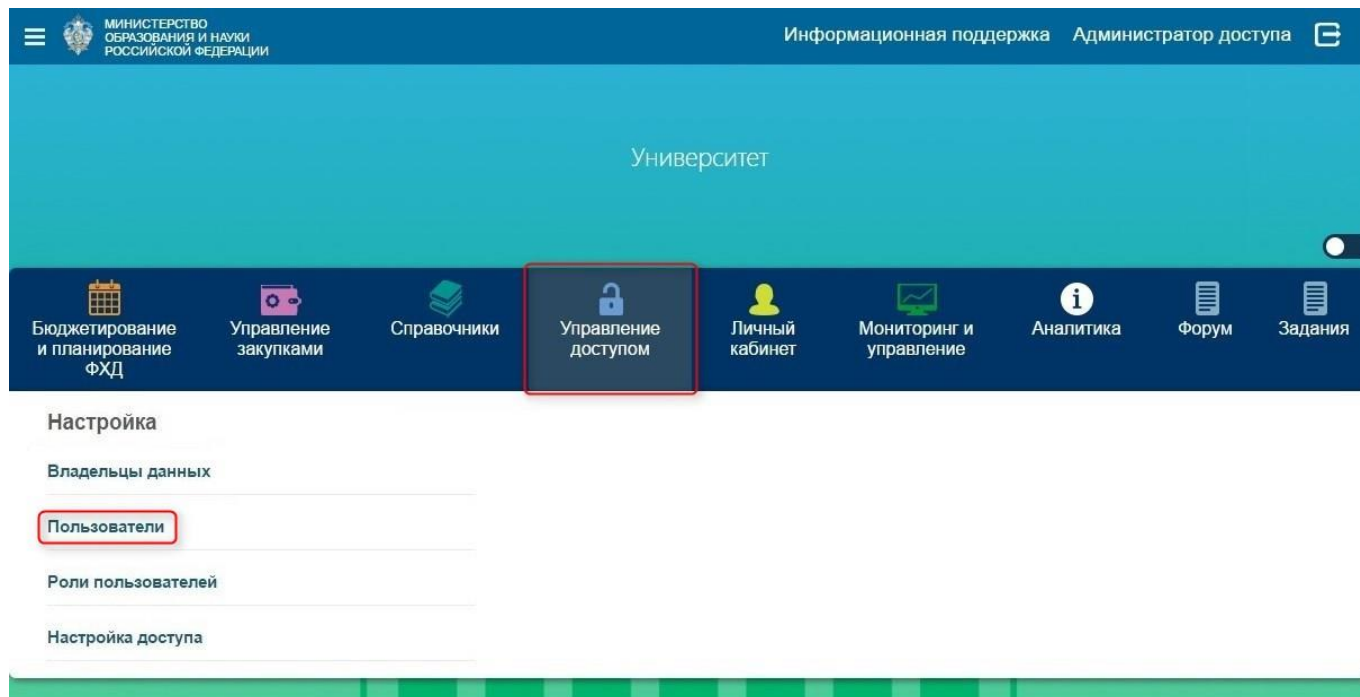 МИНИСТЕРСТВО
ОБРАЗОВАНИЯ И НАУКИ
РОССИЙСКОЙ ФЕДЕРАЦИИ
Информационная поддержка
Администратор доступа
Университет
Бюджетирование
и планирование
ФХД
Управление
закупками
Справочники
Управление
доступом
Личный
кабинет
Мониторинг и
управление
Аналитика
Форум
Задания
Настройка
Владельцы данных
Пользователи
Роли пользователей
Настройка доступа